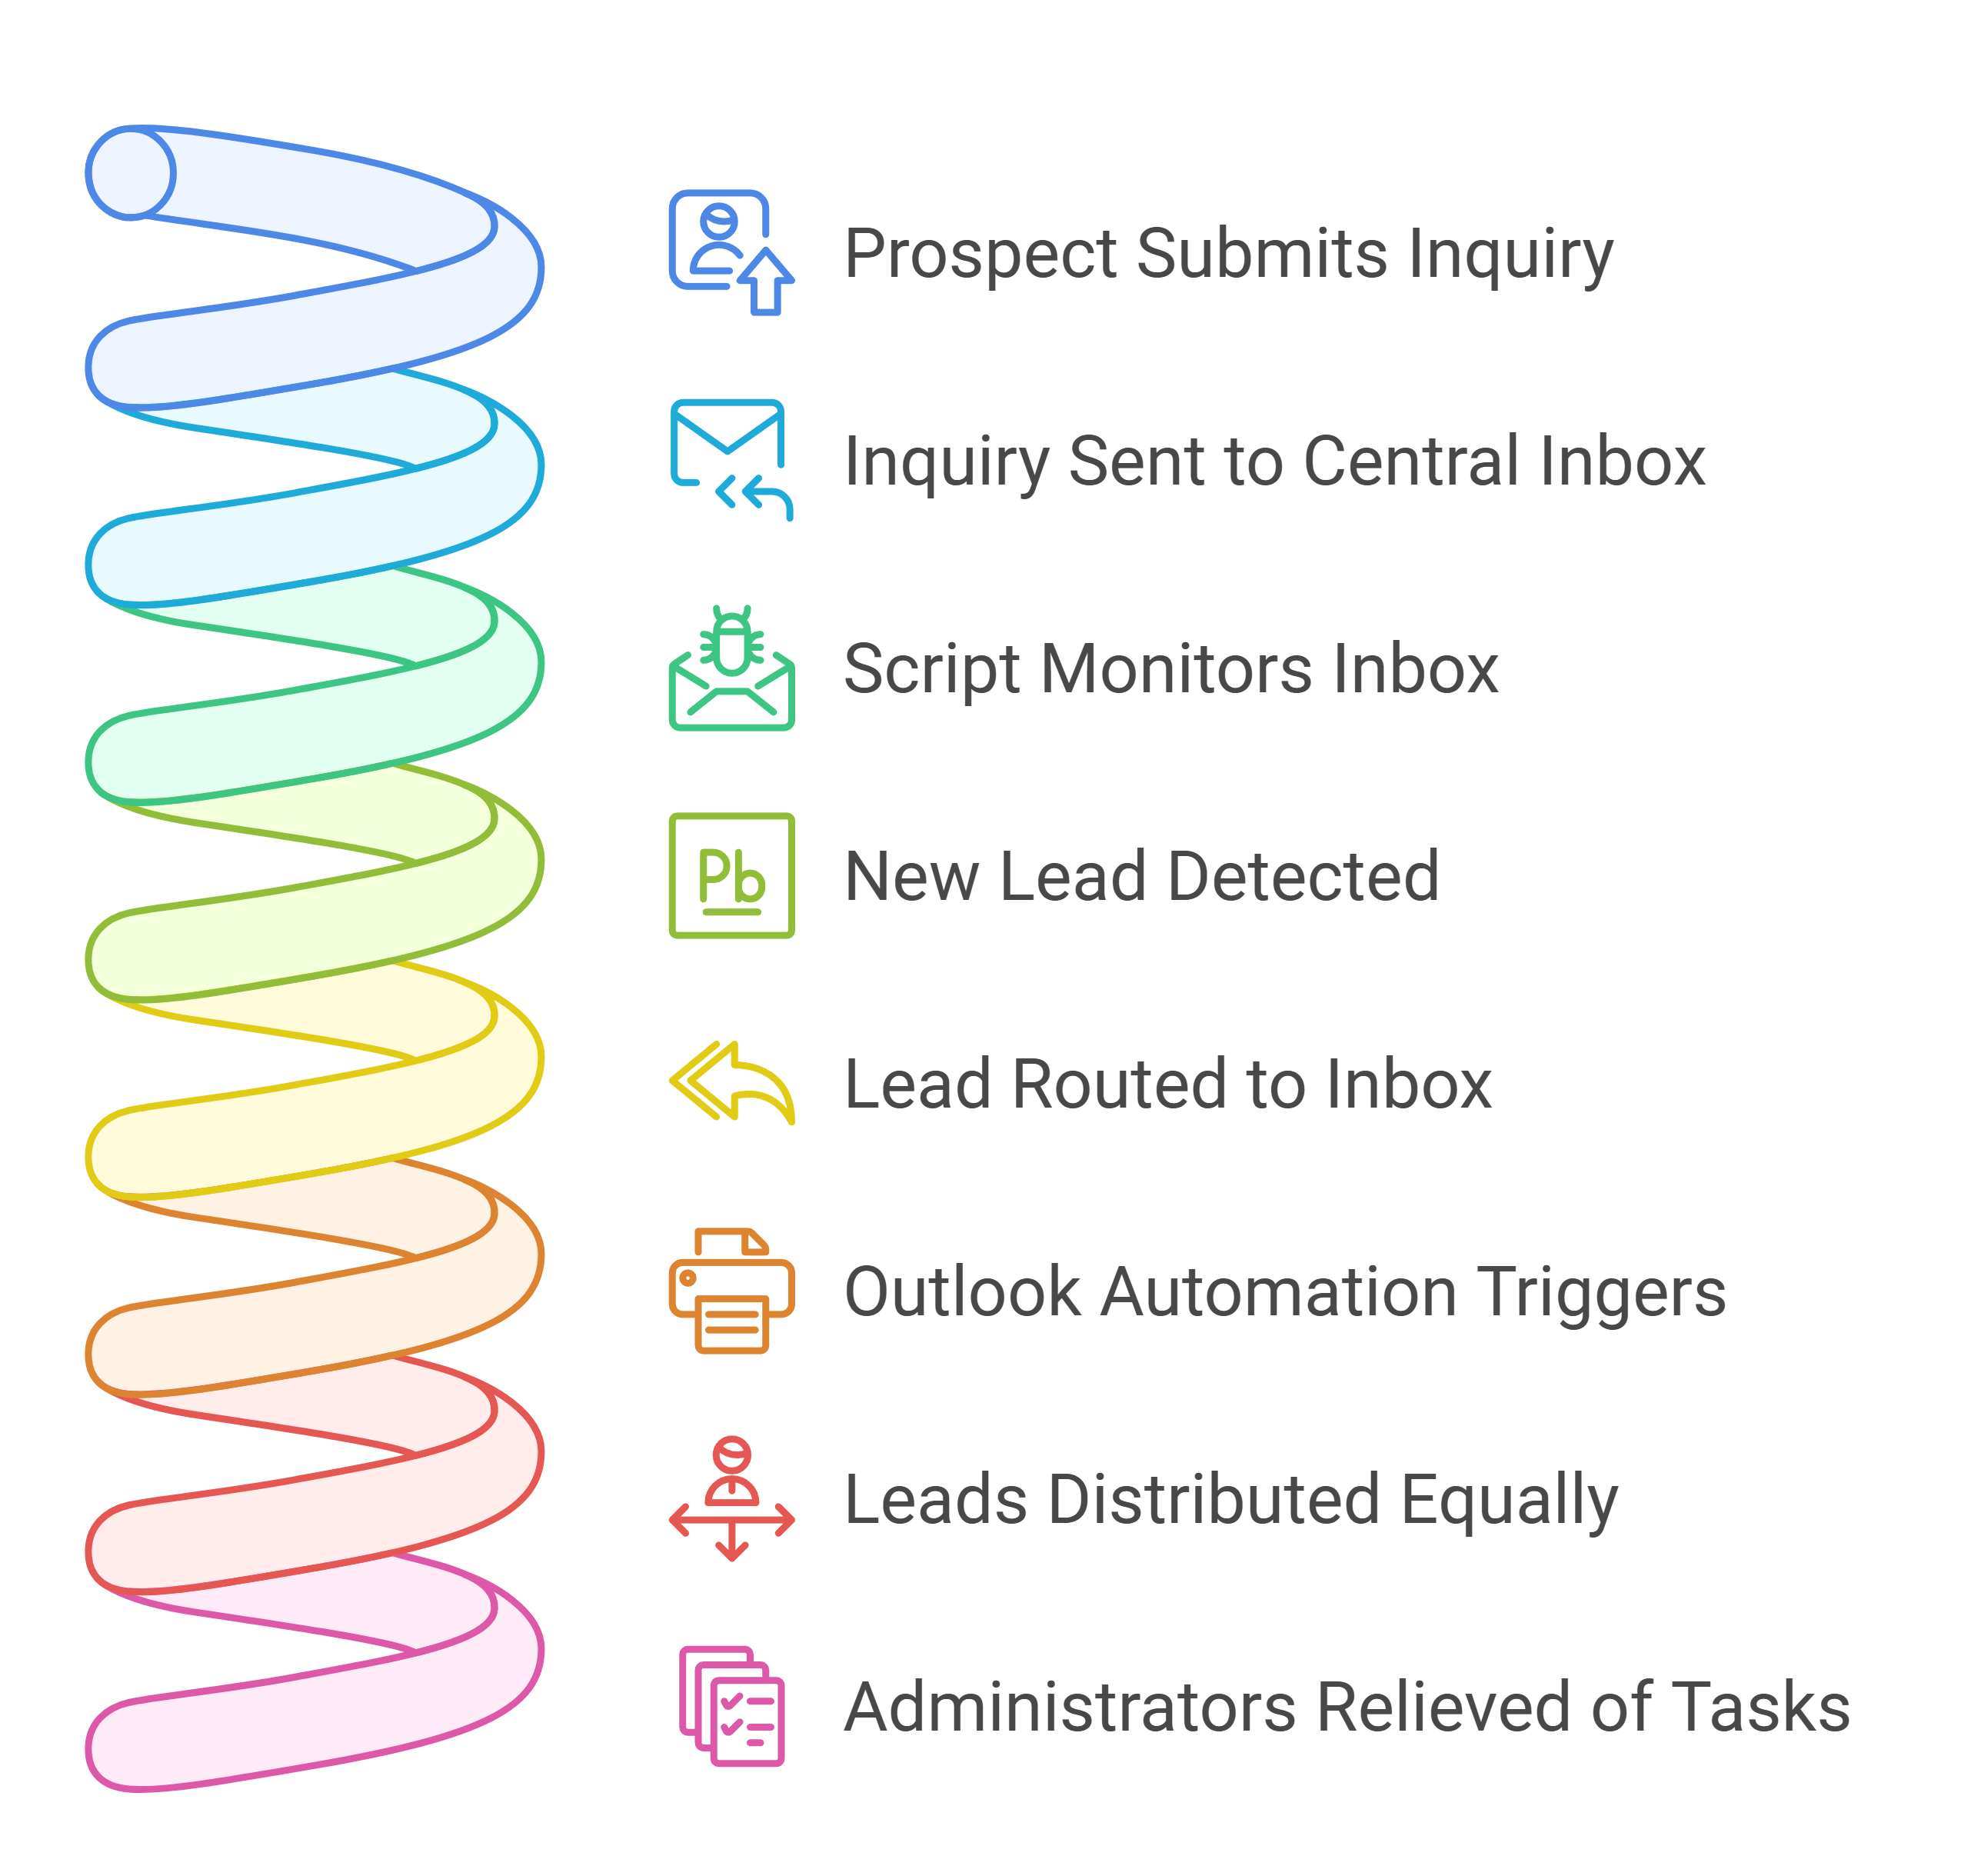 Prospect Submits Inquiry
Inquiry Sent to Central Inbox
Script Monitors Inbox
Pb
New Lead Detected
Lead Routed to Inbox
Outlook Automation Triggers
Leads Distributed Equally
Administrators Relieved of Tasks